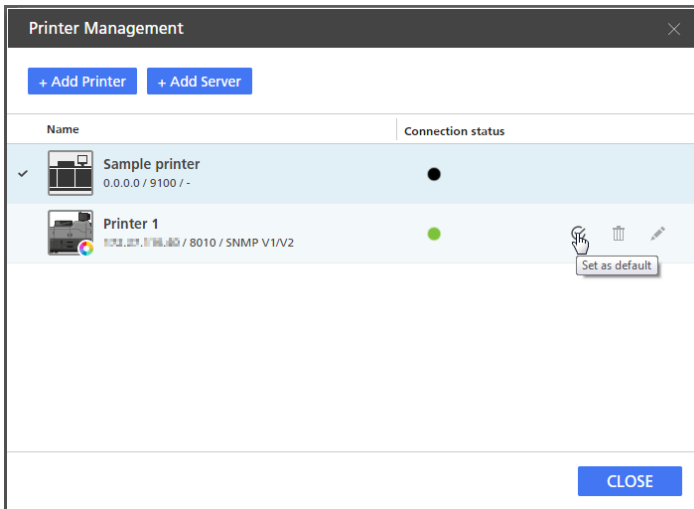 Printer Management
+ Add Printer + Add Server
Name Connection status
Sample printer
0.0.0.0 / 9100 / -
Printer 1
/ 8010 / SNMP V1/V2
Set as default
CLOSE